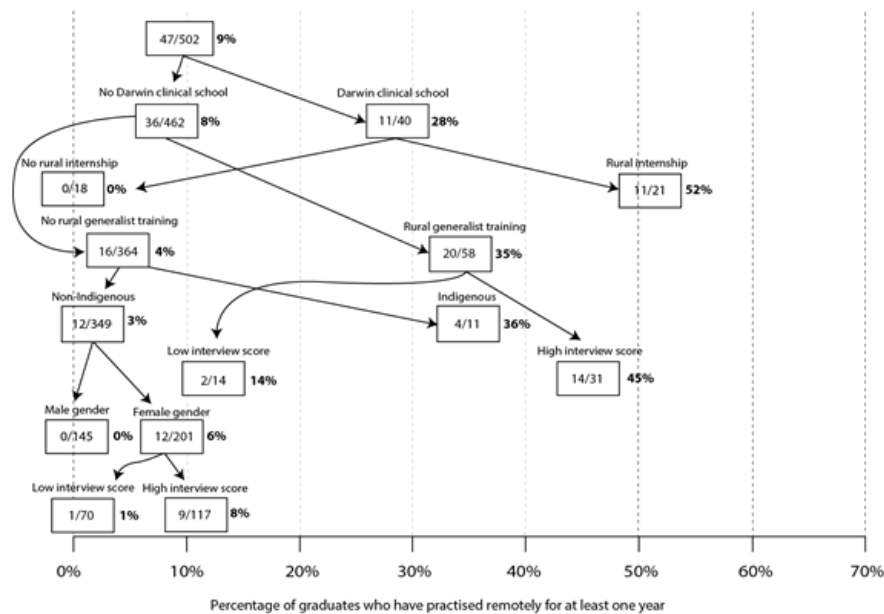 47/502 9%
No Darwin clinical school
36/462 8%
Darwin clinical school
11/40 28%
No rural internship
0/18 0%
Rural internship
11/21 52%
No rural generalist training
16/364 4%
Rural generalist training
20/58 35%
Non-Indigenous
12/349 3%
Indigenous
4/11 36%
Low interview score
2/14 14%
High interview score
14/31 45%
Male gender
0/145 0%
Female gender
12/201 6%
Low interview score
1/70 1%
High interview score
9/117 8%
0% 10% 20% 30% 40% 50% 60% 70%
Percentage of graduates who have practised remotely for at least one year